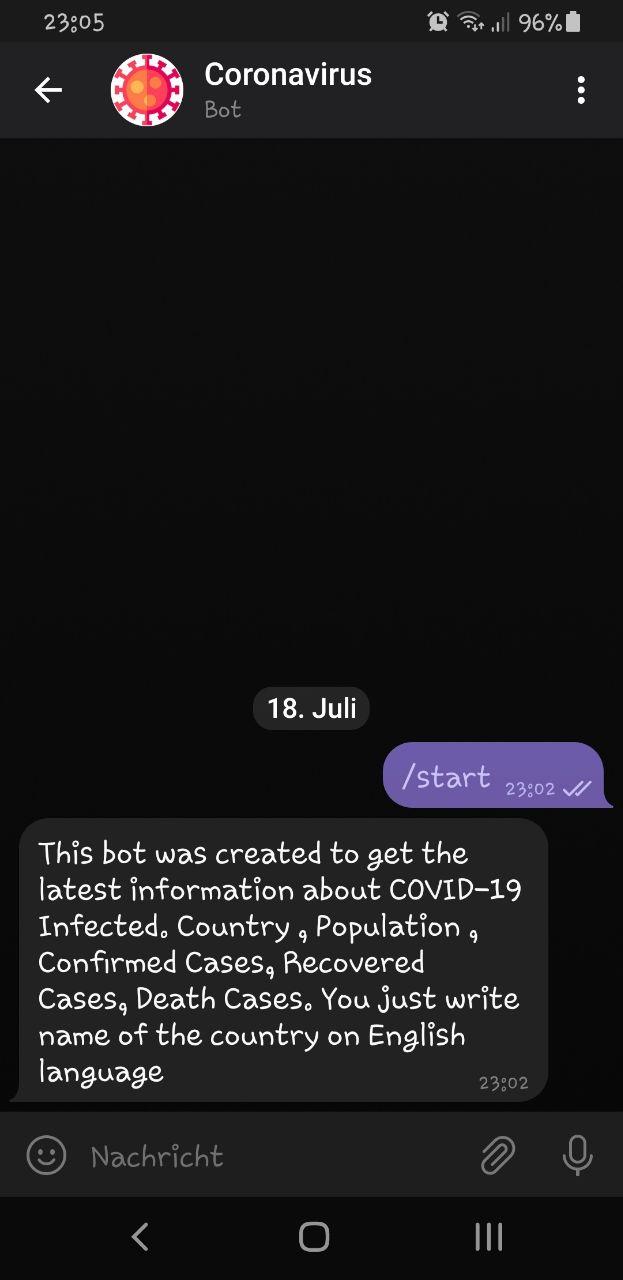 23:05
96%
Coronavirus
Bot
18. Juli
/start 23:02
This bot was created to get the
latest information about COVID-19
Infected. Country , Population ,
Confirmed Cases, Recovered
Cases, Death Cases. You just write
name of the country on English
language
23:02
Nachricht